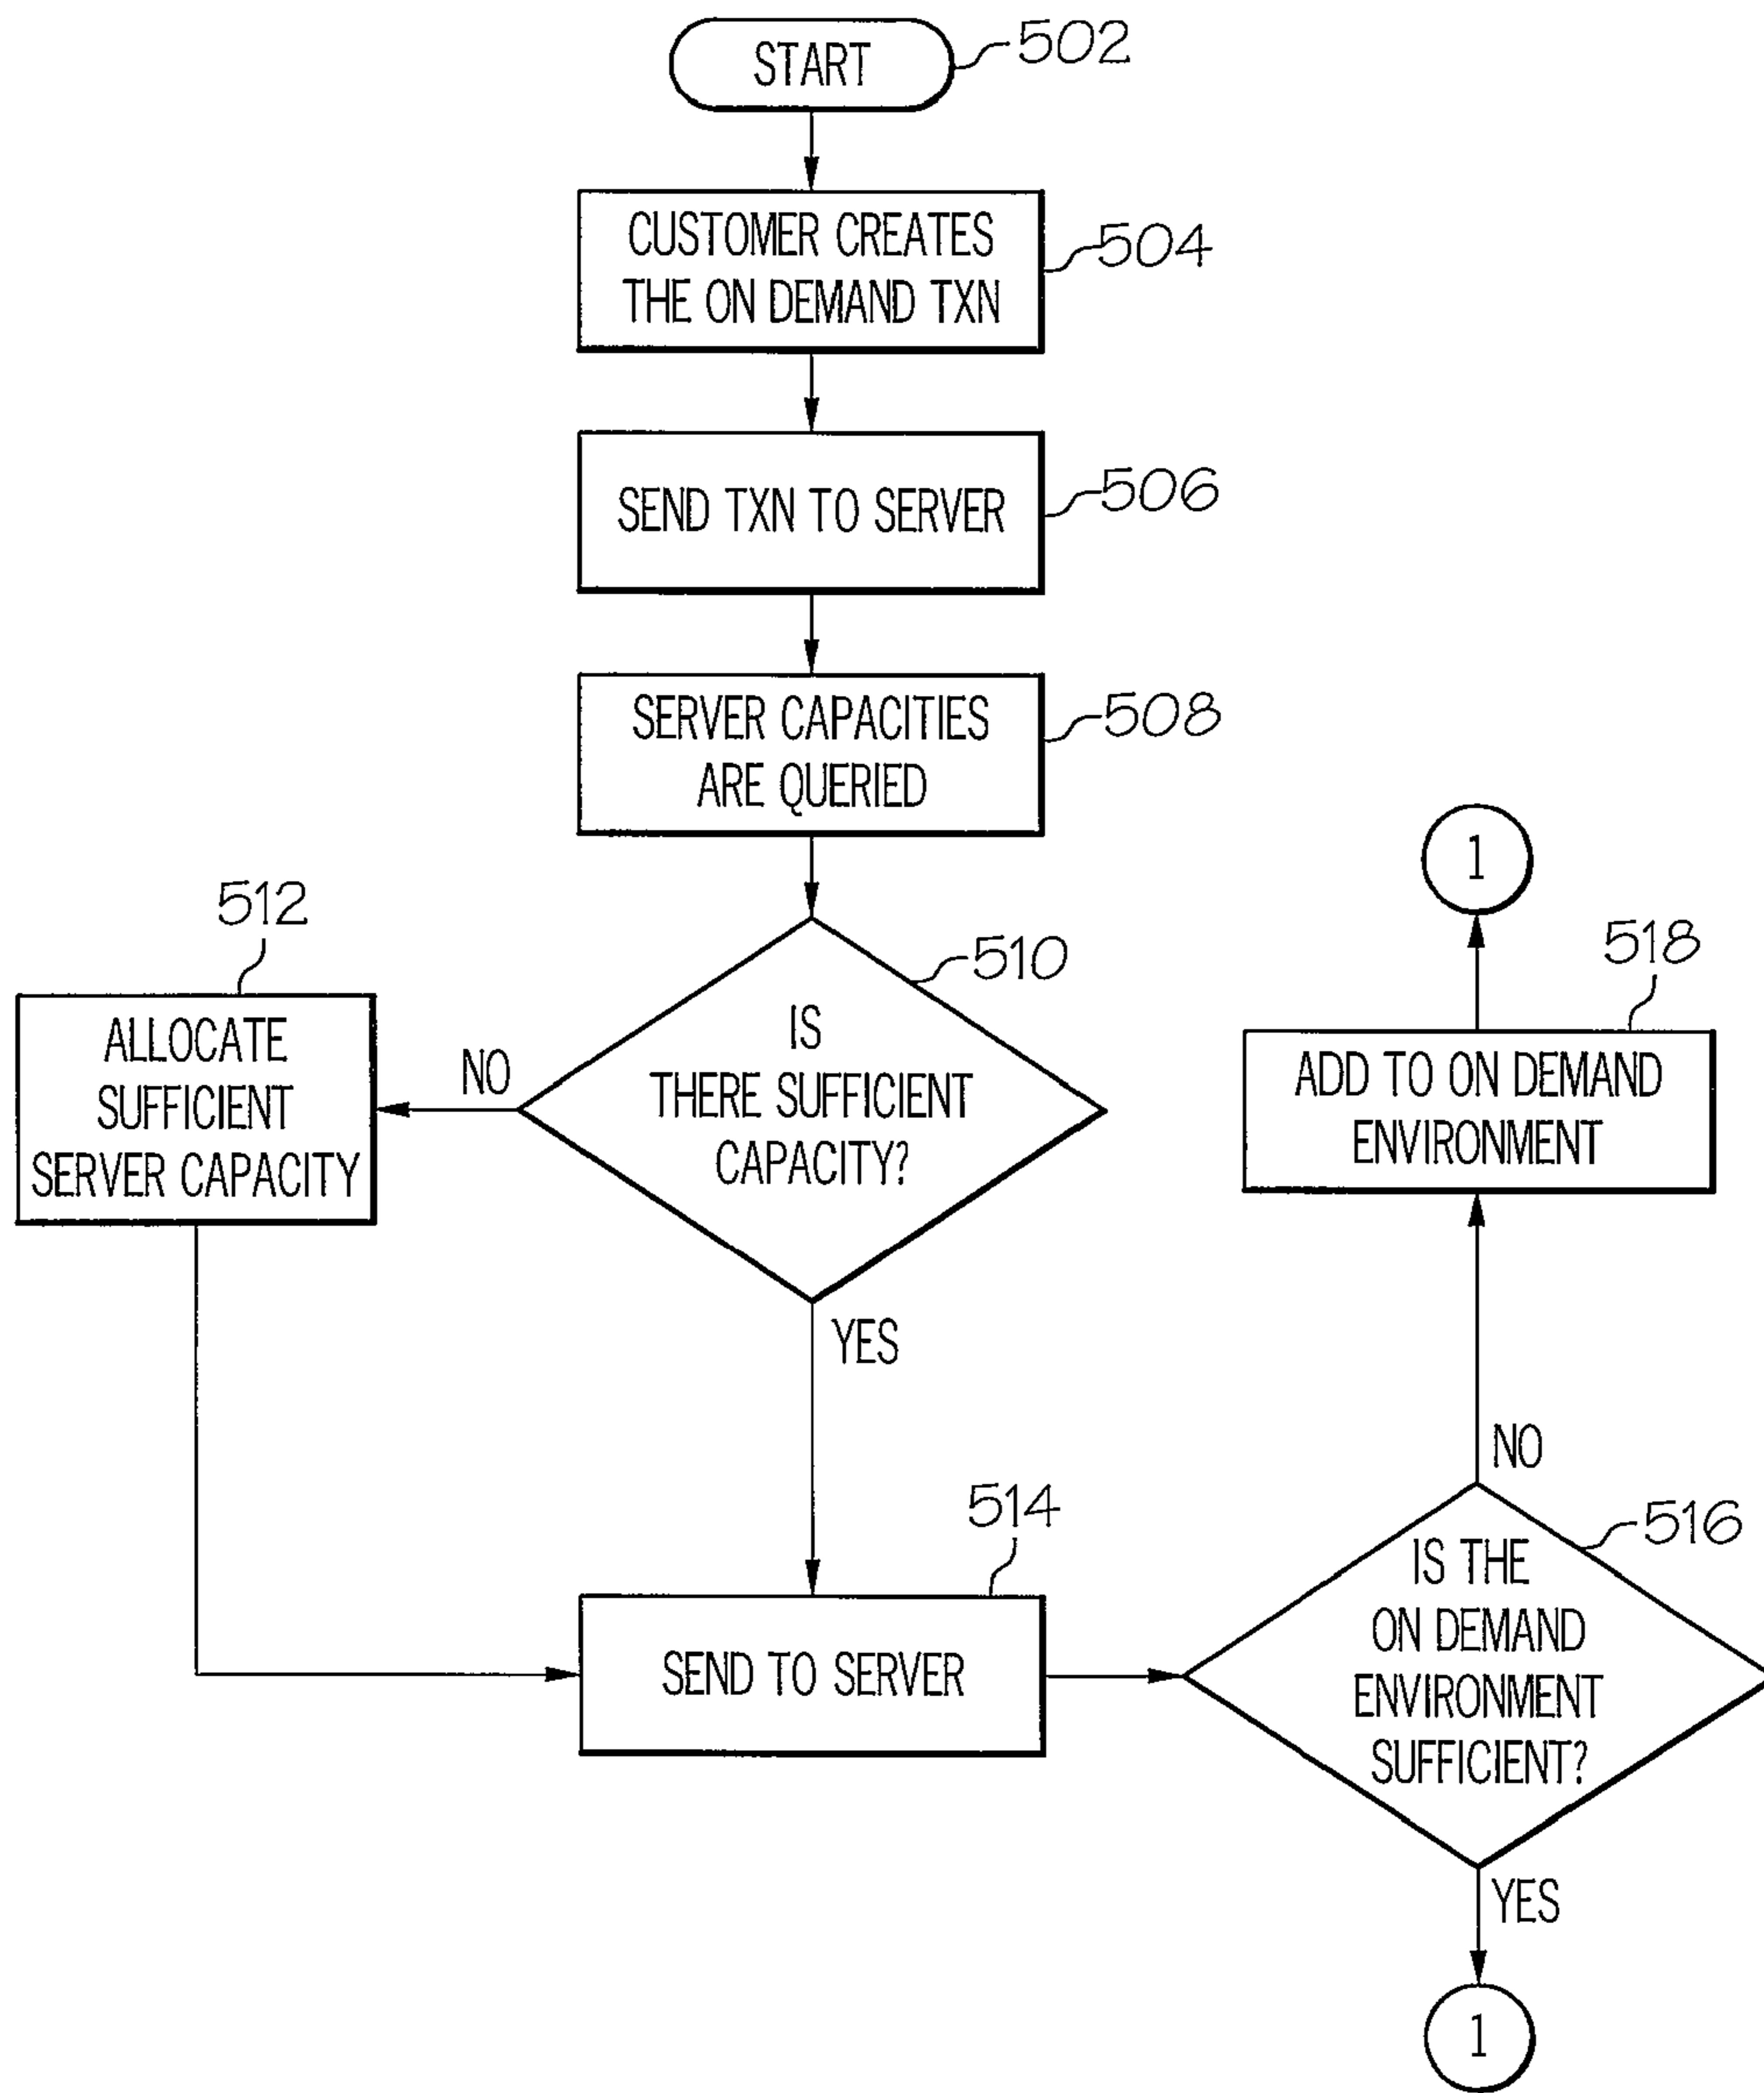 START
502
CUSTOMER CREATES
THE ON DEMAND TXN
504
SEND TXN TO SERVER
506
SERVER CAPACITIES
ARE QUERIED
508
IS
THERE SUFFICIENT
CAPACITY?
510
NO
YES
512
ALLOCATE
SUFFICIENT
SERVER CAPACITY
514
SEND TO SERVER
516
IS THE
ON DEMAND
ENVIRONMENT
SUFFICIENT?
NO
518
ADD TO ON DEMAND
ENVIRONMENT
1
YES
1